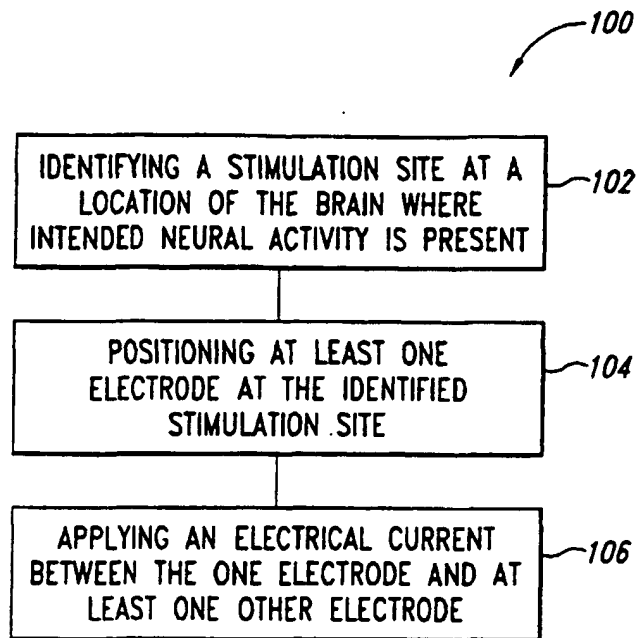 100
IDENTIFYING A STIMULATION SITE AT A
LOCATION OF THE BRAIN WHERE
INTENDED NEURAL ACTIVITY IS PRESENT
102
POSITIONING AT LEAST ONE
ELECTRODE AT THE IDENTIFIED
STIMULATION SITE
104
APPLYING AN ELECTRICAL CURRENT
BETWEEN THE ONE ELECTRODE AND AT
LEAST ONE OTHER ELECTRODE
106